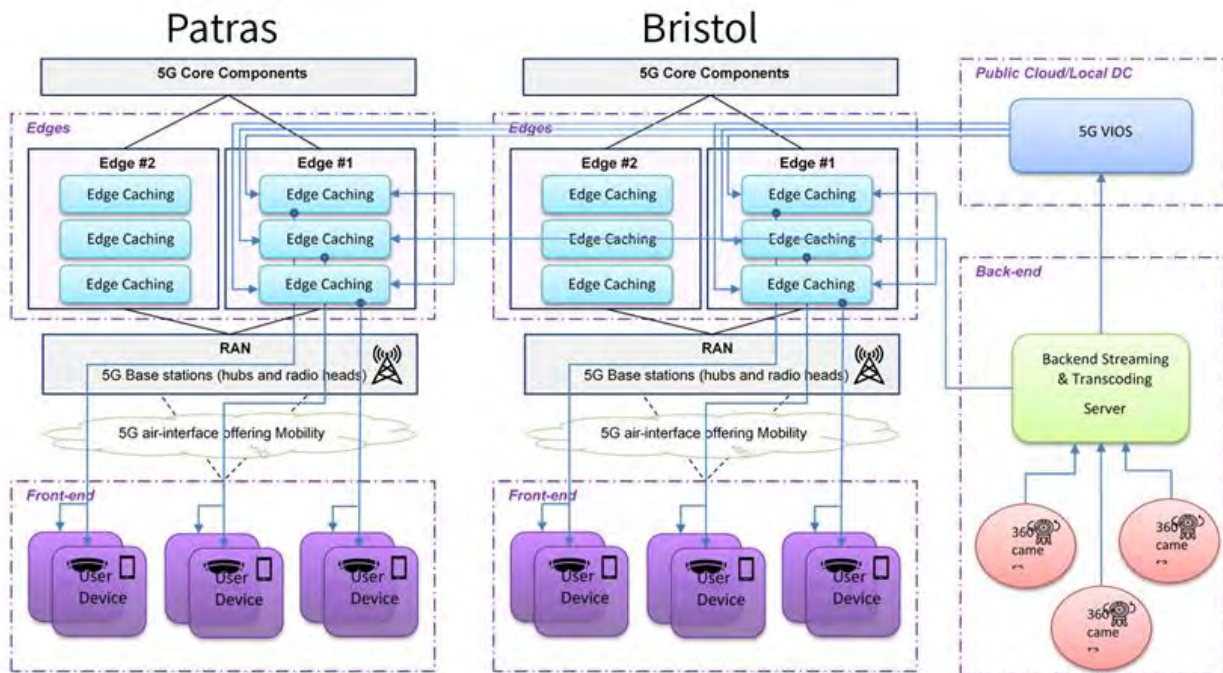 Patras
5G Core Components
Edges
Edge #2
Edge Caching
Edge Caching
Edge Caching
Edge #1
Edge Caching
Edge Caching
Edge Caching
RAN
5G Base stations (hubs and radio heads)
5G air-interface offering Mobility
Front-end
User
Device
User
Device
User
Device
Bristol
5G Core Components
Edges
Edge #2
Edge Caching
Edge Caching
Edge Caching
Edge #1
Edge Caching
Edge Caching
Edge Caching
RAN
5G Base stations (hubs and radio heads)
5G air-interface offering Mobility
Front-end
User
Device
User
Device
User
Device
Public Cloud/Local DC
5G VIOS
Back-end
Backend Streaming
& Transcoding
Server
360°
came
360°
came
360°
came